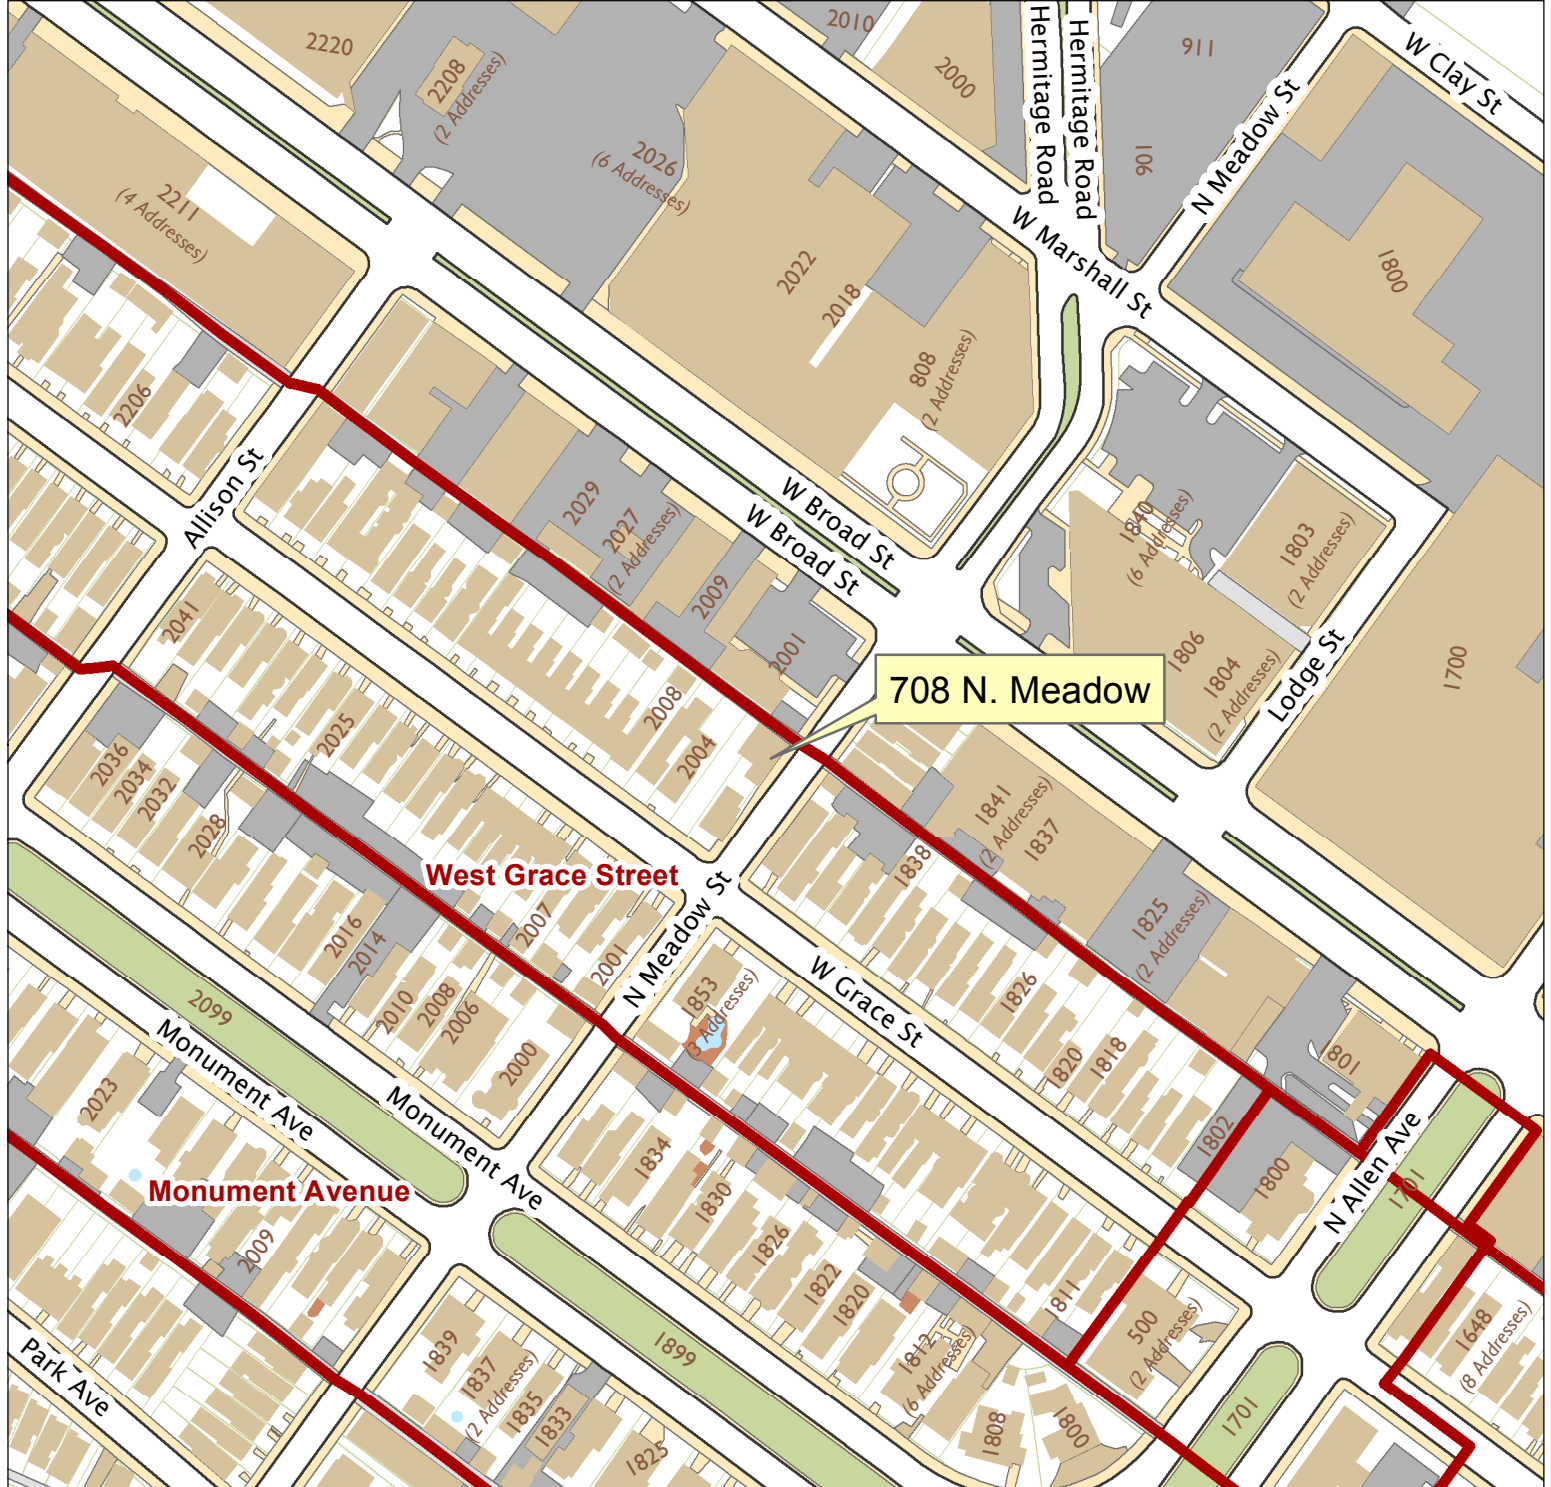 2220
2208
(2 Addresses)
2010
2000
Hermitage Road
Hermitage Road
911
W Clay St
N Meadow St
106
2026
(6 Addresses)
2211
(4 Addresses)
W Marshall St
2022
2018
1800
808
(2 Addresses)
2206
Allison St
W Broad St
W Broad St
2029
2027
(2 Addresses)
2009
2001
1840
(6 Addresses)
1803
(2 Addresses)
1806
1804
(2 Addresses)
Lodge St
1700
708 N. Meadow
2041
2025
2008
2004
2036
2034
2032
2028
1841
(2 Addresses)
1837
1838
West Grace Street
N Meadow St
2016
2014
2007
2001
1825
(2 Addresses)
W Grace St
1826
1853
(3 Addresses)
2099
2010
2008
2006
2000
1820
1818
1801
Monument Ave
Monument Ave
2023
1802
1800
N Allen Ave
1701
Monument Avenue
1834
1830
1826
1822
1820
1811
2009
1812
(6 Addresses)
500
(2 Addresses)
1648
(8 Addresses)
Park Ave
1839
1837
(2 Addresses)
1835
1833
1825
1899
1808
1800
1701